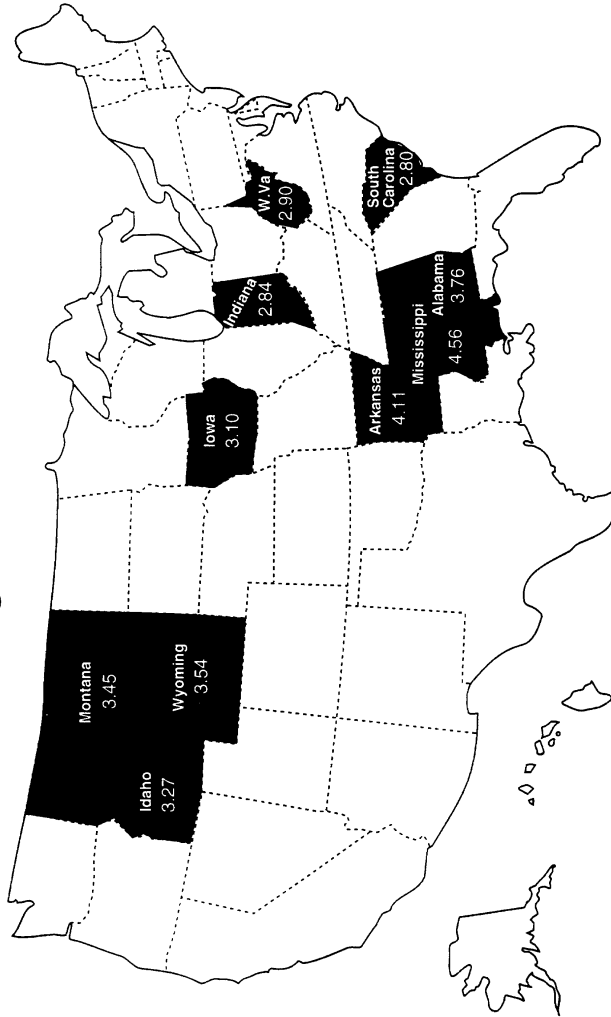 Montana
3.45
Wyoming
3.54
Idaho
3.27
Iowa
3.10
Indiana
2.84
W.Va
2.90
South
Carolina
2.80
Arkansas
4.11
Mississippi
4.56
Alabama
3.76